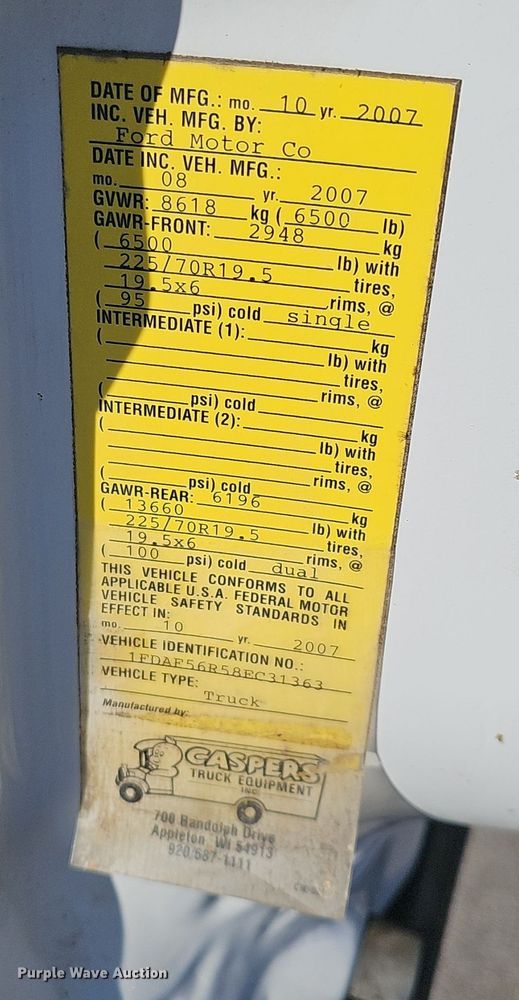 DATE OF MFG.: mo. 10 yr. 2007
INC. VEH. MFG. BY:
Ford Motor Co
DATE INC. VEH. MFG.:
mo. 08 yr. 2007
GVWR: 8618 kg ( 6500 lb)
GAWR-FRONT: 2948 kg
( 6500 lb) with
225/70R19.5 tires,
19.5x6 rims, @
( 95 psi) cold single
INTERMEDIATE (1): kg
( lb) with
tires,
rims, @
( psi) cold
INTERMEDIATE (2): kg
( lb) with
tires,
rims, @
( psi) cold
GAWR-REAR: 6196 kg
( 13660 lb) with
225/70R19.5 tires,
19.5x6 rims, @
( 100 psi) cold dual
THIS VEHICLE CONFORMS TO ALL
APPLICABLE U.S.A. FEDERAL MOTOR
VEHICLE SAFETY STANDARDS IN
EFFECT IN:
mo. 10 yr. 2007
VEHICLE IDENTIFICATION NO.:
1FDAF56R58EC31363
VEHICLE TYPE:
Truck
Manufactured by:
CASPERS
TRUCK EQUIPMENT
INC.
700 Randolph Drive
Appleton WI 54913
920/687-1111
Purple Wave Auction